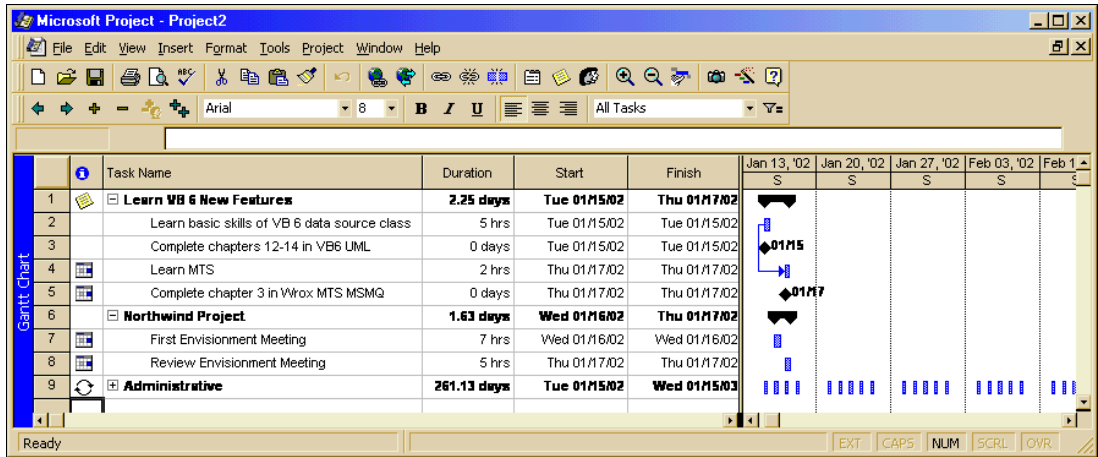 Microsoft Project - Project2
File Edit View Insert Format Tools Project Window Help
ABC
Arial 8 B I U All Tasks
Task Name Duration Start Finish Jan 13, '02 Jan 20, '02 Jan 27, '02 Feb 03, '02 Feb 1
S S S S S
1 Learn VB 6 New Features 2.25 days Tue 01/15/02 Thu 01/17/02
2 Learn basic skills of VB 6 data source class 5 hrs Tue 01/15/02 Tue 01/15/02
3 Complete chapters 12-14 in VB6 UML 0 days Tue 01/15/02 Tue 01/15/02 01/15
4 Learn MTS 2 hrs Thu 01/17/02 Thu 01/17/02
5 Complete chapter 3 in Wrox MTS MSMQ 0 days Thu 01/17/02 Thu 01/17/02 01/17
6 Northwind Project 1.63 days Wed 01/16/02 Thu 01/17/02
7 First Envisionment Meeting 7 hrs Wed 01/16/02 Wed 01/16/02
8 Review Envisionment Meeting 5 hrs Thu 01/17/02 Thu 01/17/02
9 Administrative 261.13 days Tue 01/15/02 Wed 01/15/03
Gantt Chart
Ready EXT CAPS NUM SCRL OVR